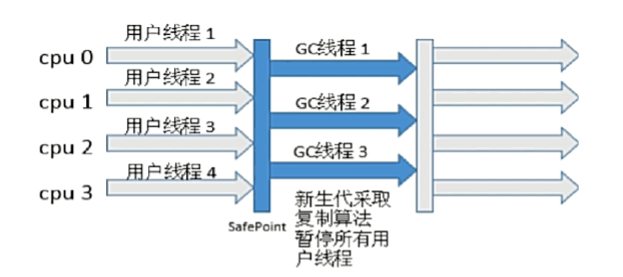 用户线程 1
cpu 0
GC线程 1
用户线程 2
cpu 1
GC线程 2
用户线程 3
cpu 2
GC线程 3
用户线程 4
cpu 3
SafePoint
新生代采取
复制算法
暂停所有用
户线程